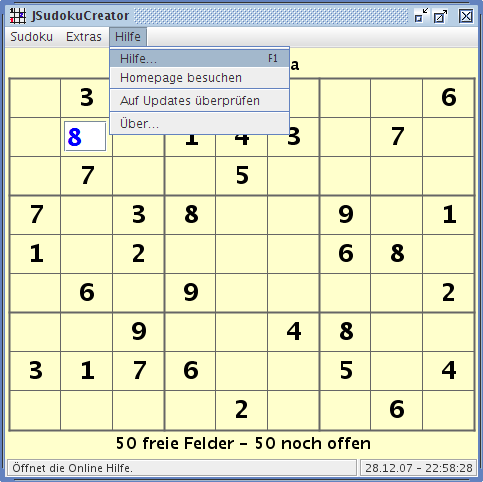 JSudokuCreator
Sudoku Extras Hilfe
Hilfe... F1
Homepage besuchen
Auf Updates überprüfen
Über...
a
3 6
8 1 4 3 7
7 5
7 3 8 9 1
1 2 6 8
6 9 2
9 4 8
3 1 7 6 5 4
2 6
50 freie Felder - 50 noch offen
Öffnet die Online Hilfe. 28.12.07 - 22:58:28